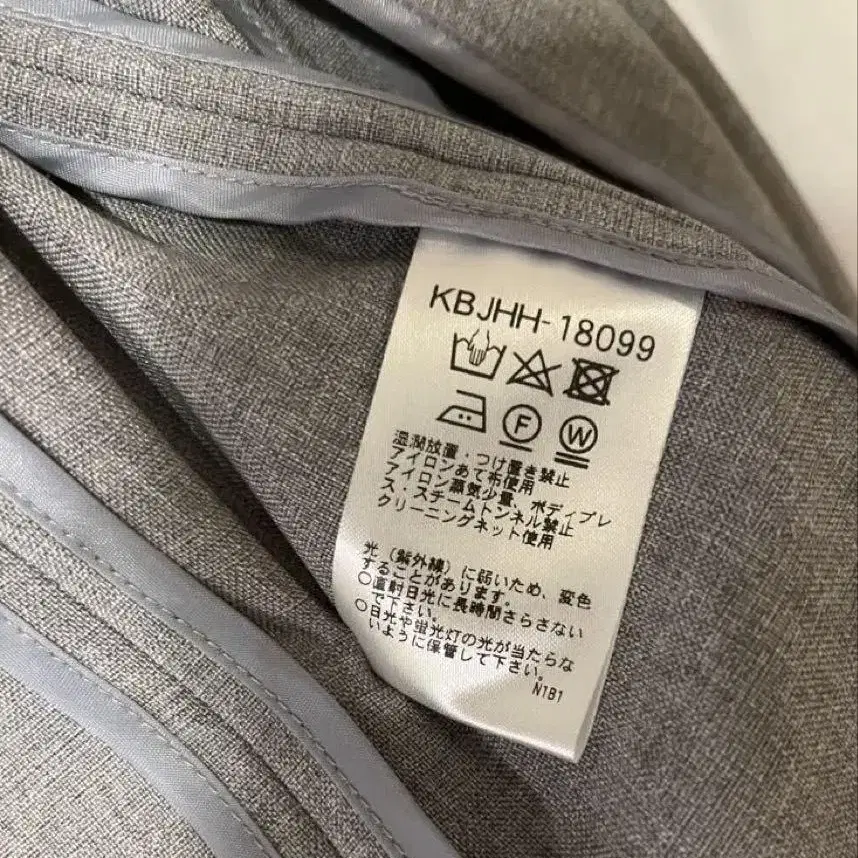 KBJHH-18099
F W
湿潤放置・つけ置き禁止
アイロンあて布使用
アイロン蒸気少量、ボディプレ
ス・スチームトンネル禁止
クリーニングネット使用
光(紫外線)に弱いため、変色
することがあります。
○直射日光に長時間さらさない
で下さい。
○日光や蛍光灯の光が当たらな
いように保管して下さい。
N1B1